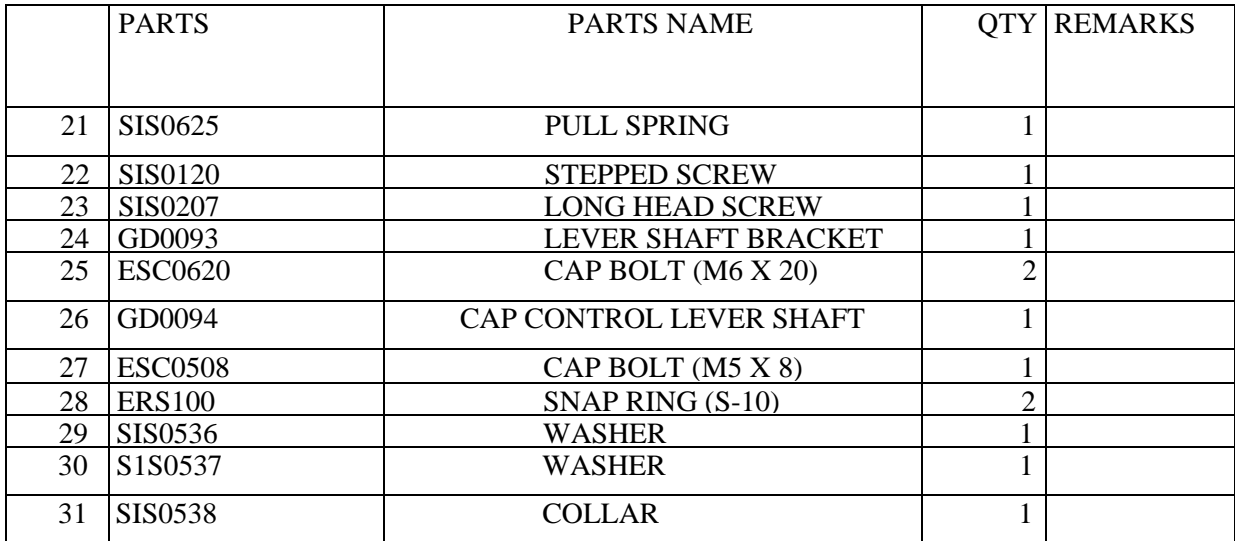 PARTS PARTS NAME QTY REMARKS
21 SIS0625 PULL SPRING 1
22 SIS0120 STEPPED SCREW 1
23 SIS0207 LONG HEAD SCREW 1
24 GD0093 LEVER SHAFT BRACKET 1
25 ESC0620 CAP BOLT (M6 X 20) 2
26 GD0094 CAP CONTROL LEVER SHAFT 1
27 ESC0508 CAP BOLT (M5 X 8) 1
28 ERS100 SNAP RING (S-10) 2
29 SIS0536 WASHER 1
30 S1S0537 WASHER 1
31 SIS0538 COLLAR 1